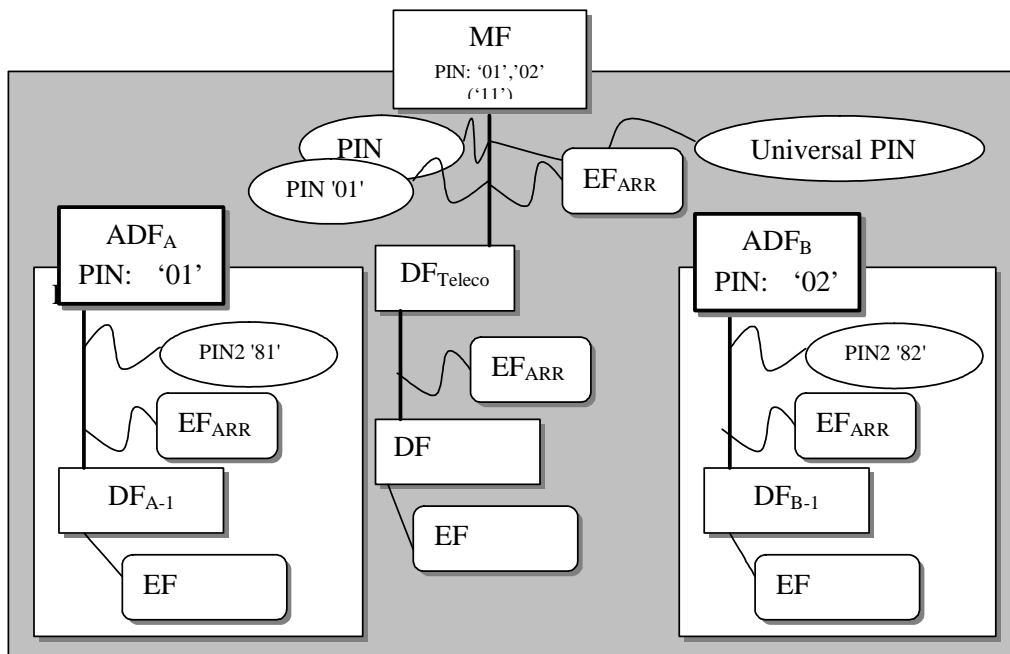 MF
PIN: ‘01’,’02’
(‘11’)
PIN
Universal PIN
PIN '01'
EFARR
ADFA
PIN: ‘01’
DFTeleco
ADFB
PIN: ‘02’
PIN2 '81'
EFARR
PIN2 '82'
EFARR
DF
EFARR
DFA-1
DFB-1
EF
EF
EF